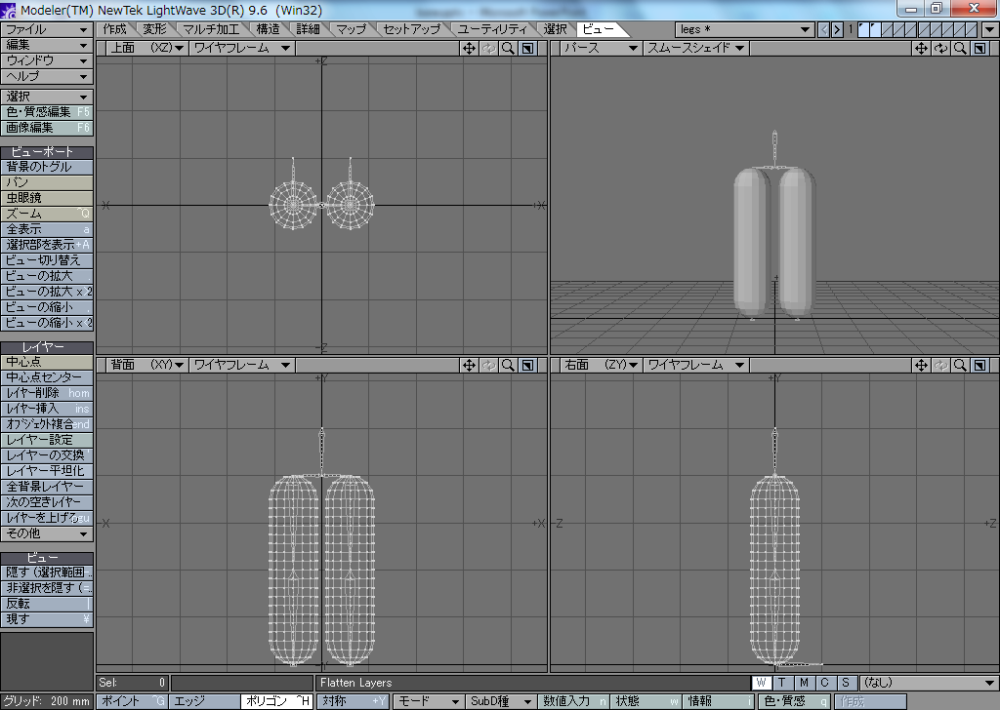 Modeler(TM) NewTek LightWave 3D(R) 9.6 (Win32)
ファイル 作成 変形 マルチ加工 構造 詳細 マップ セットアップ ユーティリティ 選択 ビュー legs * < > 1
編集
ウィンドウ
ヘルプ
選択
色・質感編集 F5
画像編集 F6
ビューポート
背景のトグル
パン
虫眼鏡
ズーム ^Q
全表示 a
選択部を表示+A
ビュー切り替え
ビューの拡大 .
ビューの拡大 x 2
ビューの縮小 ,
ビューの縮小 x 2
レイヤー
中心点
中心点センター
レイヤー削除 hom
レイヤー挿入 ins
オブジェクト複合end
レイヤー設定
レイヤーの交換 '
レイヤー平坦化
全背景レイヤー
次の空きレイヤー
レイヤーを上げるpgu
その他
ビュー
隠す (選択範囲
非選択を隠す (
反転
現す ¥
上面 (XZ) ワイヤフレーム
+Z
-X
+X
-Z
パース スムースシェイド
背面 (XY) ワイヤフレーム
+Y
-X
+X
-Y
右面 (ZY) ワイヤフレーム
+Y
-Z
+Z
-Y
Sel: 0 Flatten Layers W T M C S (なし)
グリッド: 200 mm ポイント ^G エッジ ポリゴン ^H 対称 +Y モード SubD種 数値入力 n 状態 w 情報 i 色・質感 q 作成